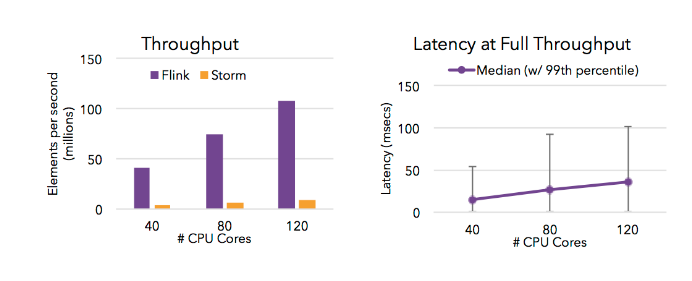 Throughput
Flink
Storm
Elements per second
(millions)
150
100
50
0
40
80
120
# CPU Cores
Latency at Full Throughput
Median (w/ 99th percentile)
Latency (msecs)
150
100
50
0
40
80
120
# CPU Cores